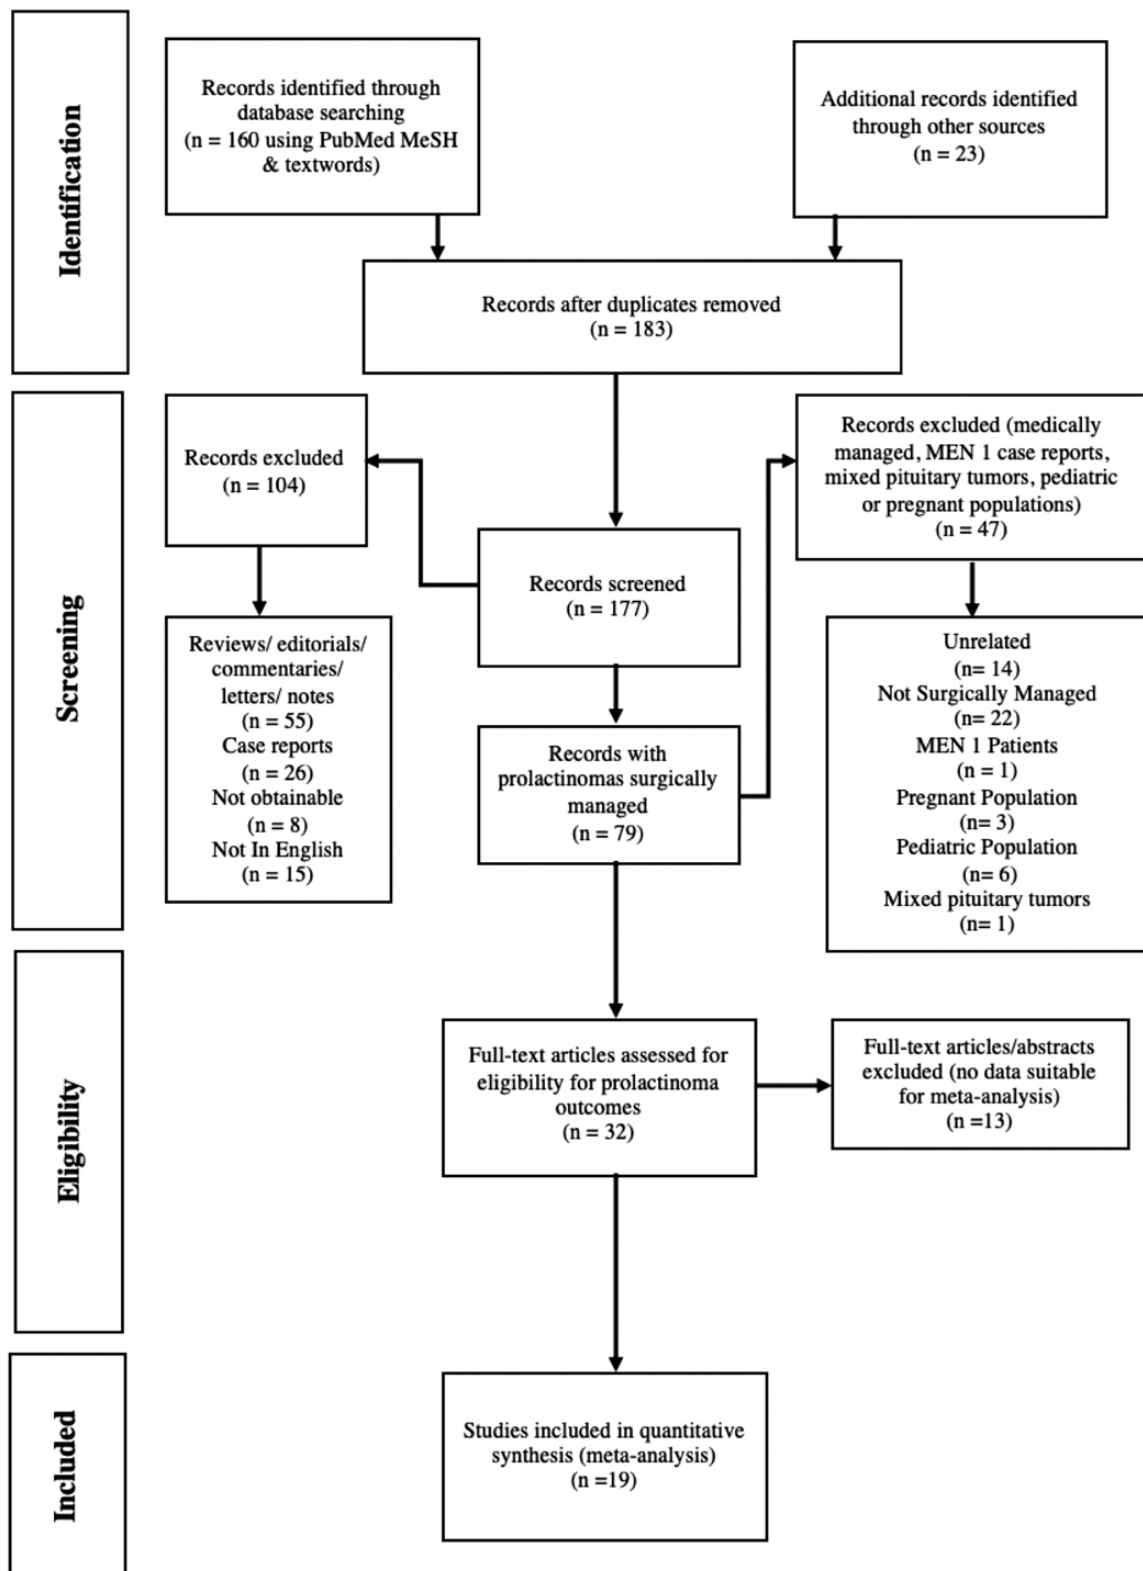 Identification
Records identified through
database searching
(n = 160 using PubMed MeSH
& textwords)
Additional records identified
through other sources
(n = 23)
Records after duplicates removed
(n = 183)
Screening
Records excluded
(n = 104)
Records screened
(n = 177)
Records excluded (medically
managed, MEN 1 case reports,
mixed pituitary tumors, pediatric
or pregnant populations)
(n = 47)
Reviews/ editorials/
commentaries/
letters/ notes
(n = 55)
Case reports
(n = 26)
Not obtainable
(n = 8)
Not In English
(n = 15)
Records with
prolactinomas surgically
managed
(n = 79)
Unrelated
(n= 14)
Not Surgically Managed
(n= 22)
MEN 1 Patients
(n = 1)
Pregnant Population
(n= 3)
Pediatric Population
(n= 6)
Mixed pituitary tumors
(n= 1)
Eligibility
Full-text articles assessed for
eligibility for prolactinoma
outcomes
(n = 32)
Full-text articles/abstracts
excluded (no data suitable
for meta-analysis)
(n =13)
Included
Studies included in quantitative
synthesis (meta-analysis)
(n =19)